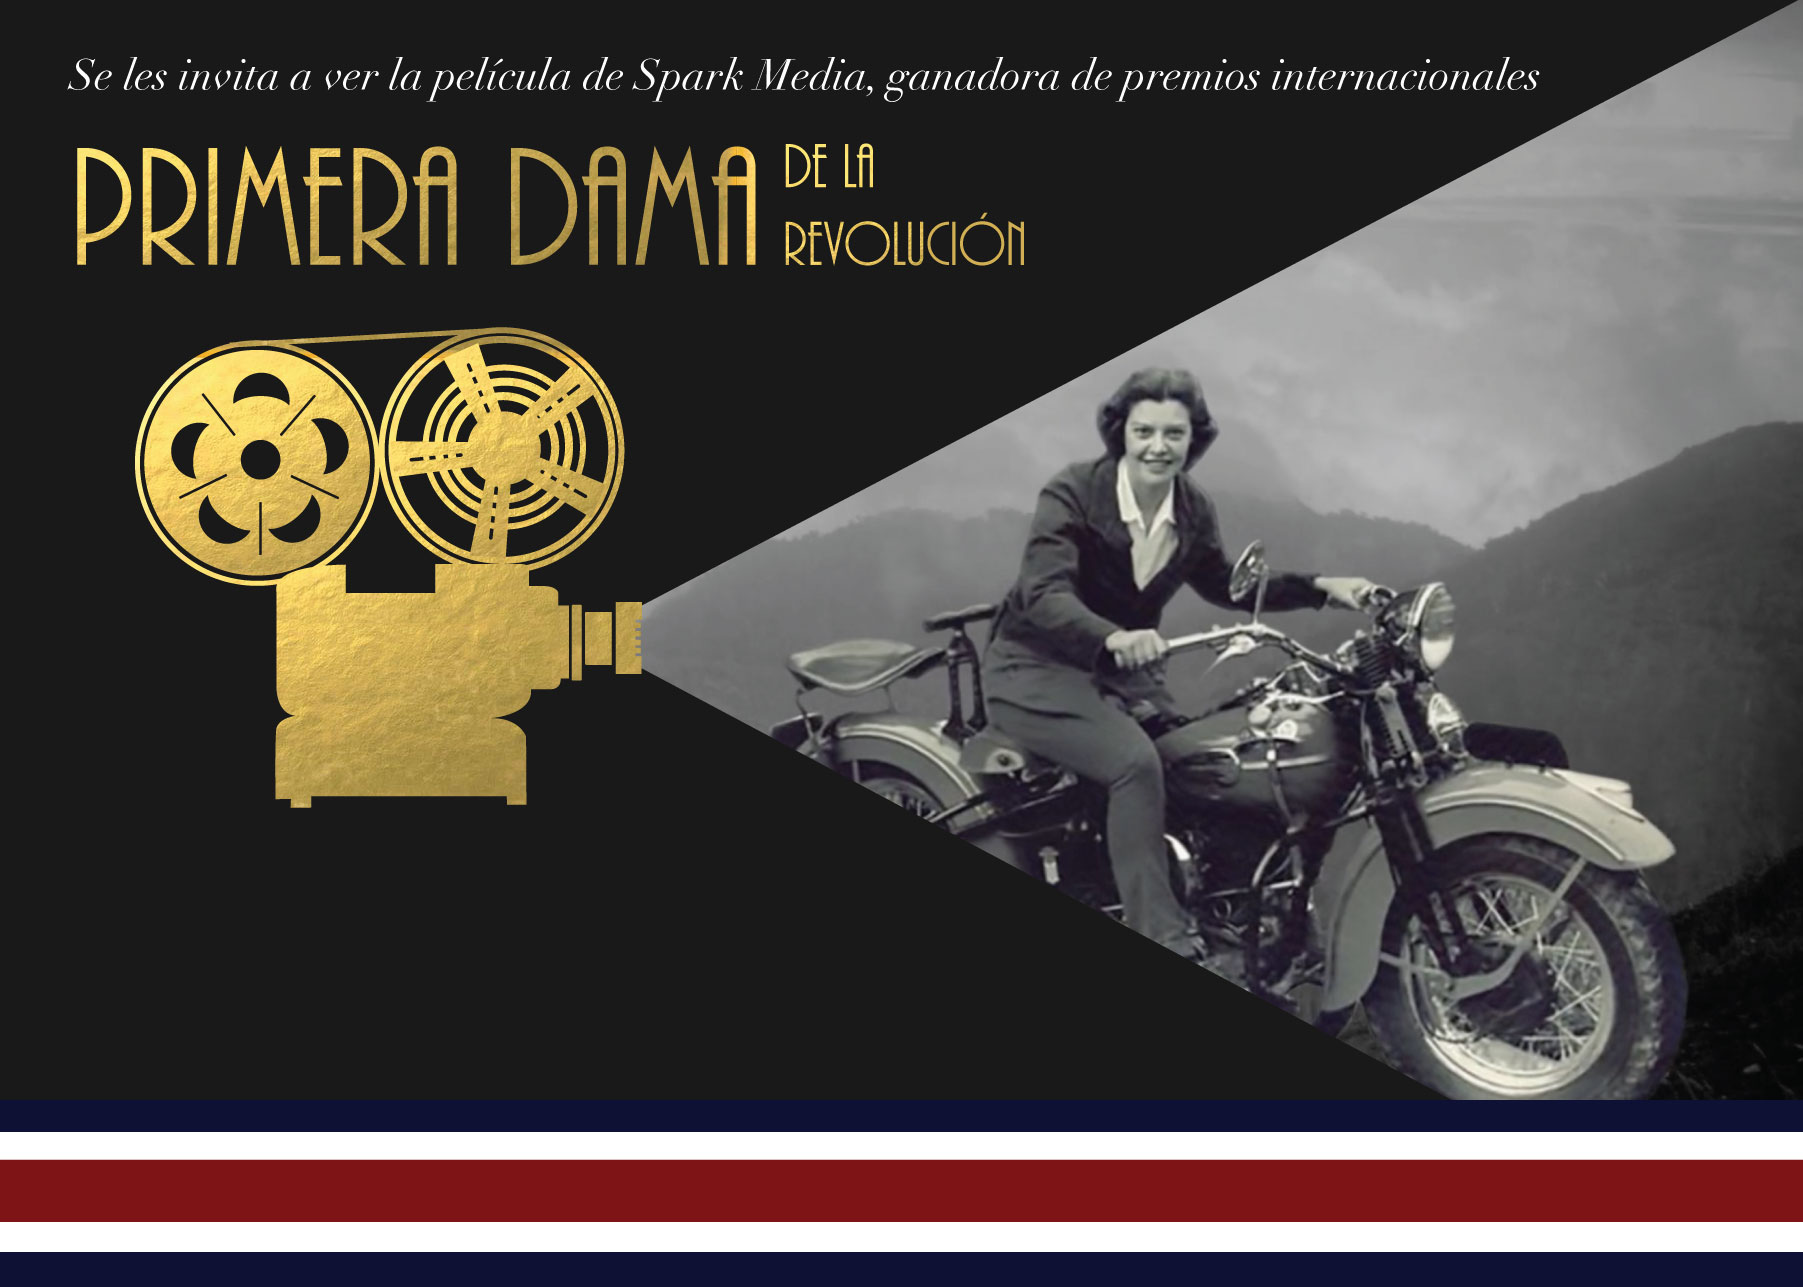 Se les invita a ver la película de Spark Media, ganadora de premios internacionales
PRIMERA DAMA DE LA
REVOLUCIÓN